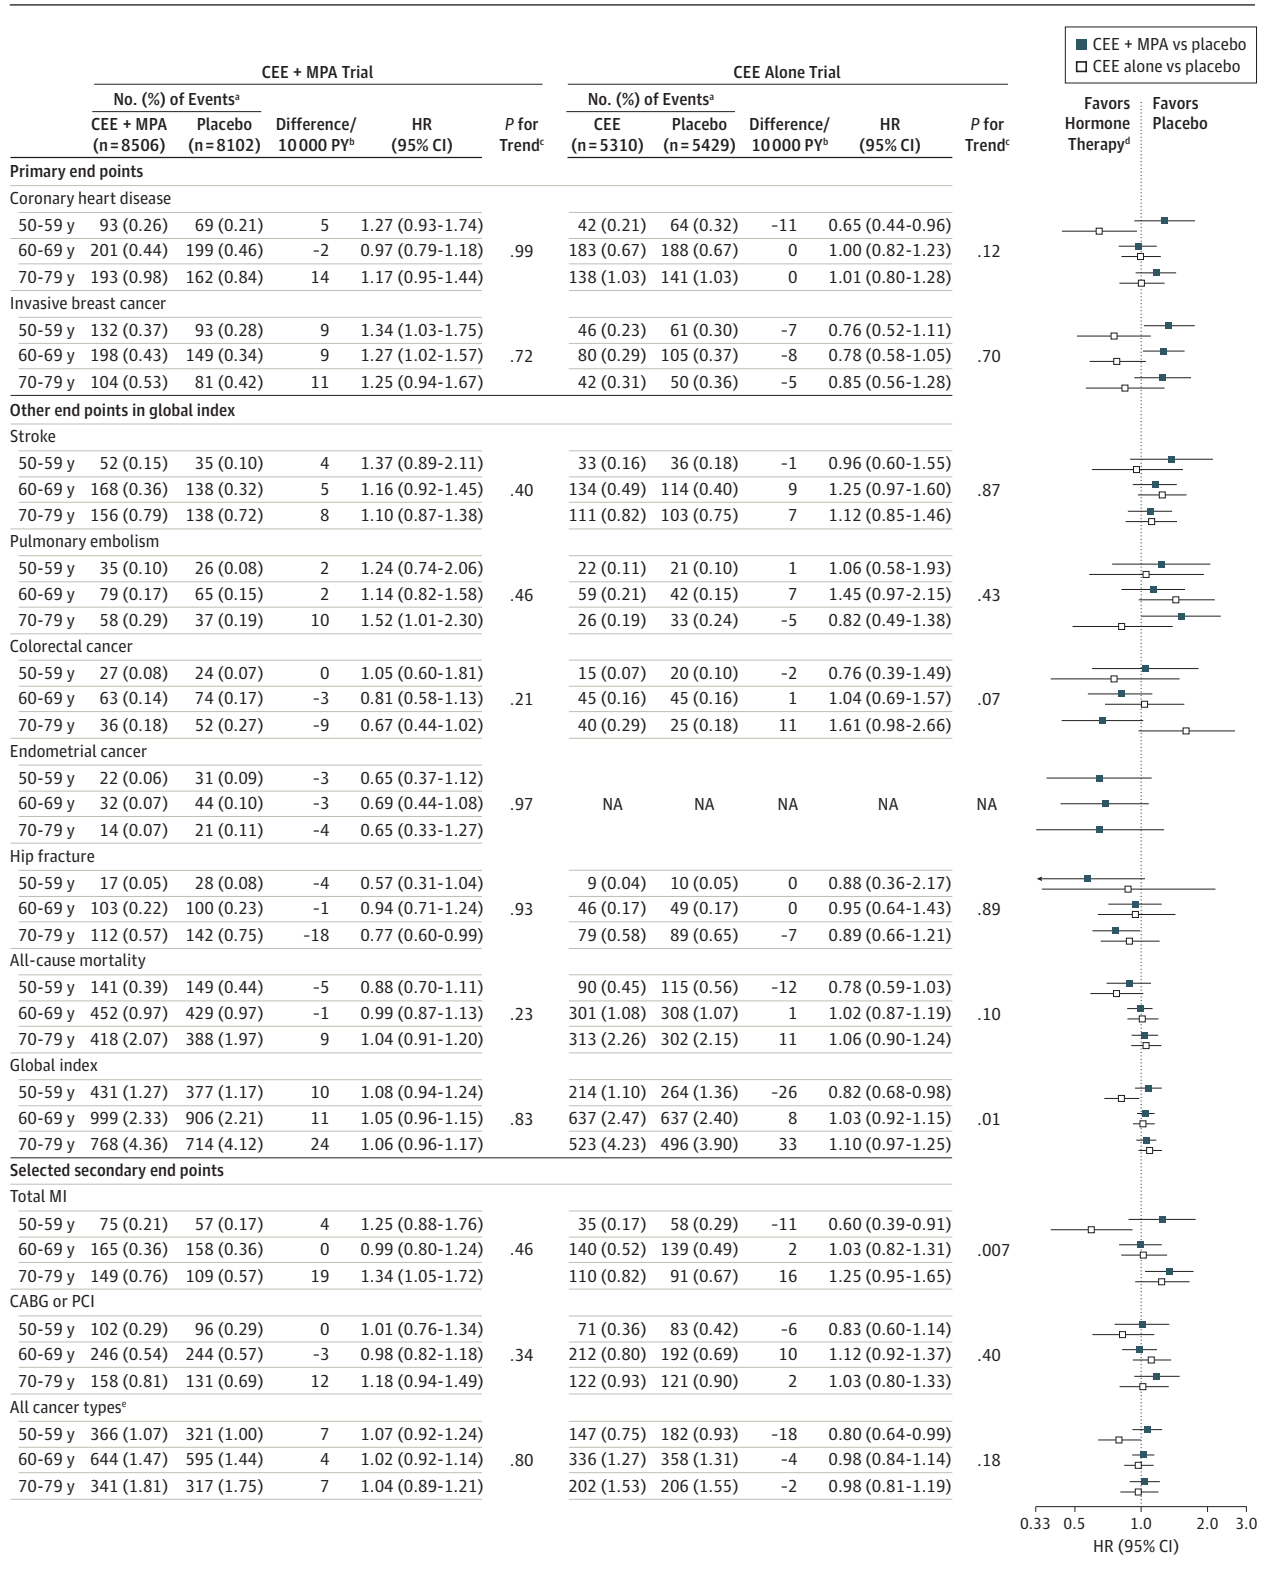 CEE + MPA vs placebo
CEE alone vs placebo
CEE + MPA Trial CEE Alone Trial
No. (%) of Eventsᵃ No. (%) of Eventsᵃ Favors Favors
CEE + MPA Placebo Difference/ HR P for CEE Placebo Difference/ HR P for Hormone Placebo
(n=8506) (n=8102) 10 000 PYᵇ (95% CI) Trendᶜ (n=5310) (n=5429) 10 000 PYᵇ (95% CI) Trendᶜ Therapyᵈ
Primary end points
Coronary heart disease
50-59 y 93 (0.26) 69 (0.21) 5 1.27 (0.93-1.74) 42 (0.21) 64 (0.32) -11 0.65 (0.44-0.96)
60-69 y 201 (0.44) 199 (0.46) -2 0.97 (0.79-1.18) .99 183 (0.67) 188 (0.67) 0 1.00 (0.82-1.23) .12
70-79 y 193 (0.98) 162 (0.84) 14 1.17 (0.95-1.44) 138 (1.03) 141 (1.03) 0 1.01 (0.80-1.28)
Invasive breast cancer
50-59 y 132 (0.37) 93 (0.28) 9 1.34 (1.03-1.75) 46 (0.23) 61 (0.30) -7 0.76 (0.52-1.11)
60-69 y 198 (0.43) 149 (0.34) 9 1.27 (1.02-1.57) .72 80 (0.29) 105 (0.37) -8 0.78 (0.58-1.05) .70
70-79 y 104 (0.53) 81 (0.42) 11 1.25 (0.94-1.67) 42 (0.31) 50 (0.36) -5 0.85 (0.56-1.28)
Other end points in global index
Stroke
50-59 y 52 (0.15) 35 (0.10) 4 1.37 (0.89-2.11) 33 (0.16) 36 (0.18) -1 0.96 (0.60-1.55)
60-69 y 168 (0.36) 138 (0.32) 5 1.16 (0.92-1.45) .40 134 (0.49) 114 (0.40) 9 1.25 (0.97-1.60) .87
70-79 y 156 (0.79) 138 (0.72) 8 1.10 (0.87-1.38) 111 (0.82) 103 (0.75) 7 1.12 (0.85-1.46)
Pulmonary embolism
50-59 y 35 (0.10) 26 (0.08) 2 1.24 (0.74-2.06) 22 (0.11) 21 (0.10) 1 1.06 (0.58-1.93)
60-69 y 79 (0.17) 65 (0.15) 2 1.14 (0.82-1.58) .46 59 (0.21) 42 (0.15) 7 1.45 (0.97-2.15) .43
70-79 y 58 (0.29) 37 (0.19) 10 1.52 (1.01-2.30) 26 (0.19) 33 (0.24) -5 0.82 (0.49-1.38)
Colorectal cancer
50-59 y 27 (0.08) 24 (0.07) 0 1.05 (0.60-1.81) 15 (0.07) 20 (0.10) -2 0.76 (0.39-1.49)
60-69 y 63 (0.14) 74 (0.17) -3 0.81 (0.58-1.13) .21 45 (0.16) 45 (0.16) 1 1.04 (0.69-1.57) .07
70-79 y 36 (0.18) 52 (0.27) -9 0.67 (0.44-1.02) 40 (0.29) 25 (0.18) 11 1.61 (0.98-2.66)
Endometrial cancer
50-59 y 22 (0.06) 31 (0.09) -3 0.65 (0.37-1.12)
60-69 y 32 (0.07) 44 (0.10) -3 0.69 (0.44-1.08) .97 NA NA NA NA NA
70-79 y 14 (0.07) 21 (0.11) -4 0.65 (0.33-1.27)
Hip fracture
50-59 y 17 (0.05) 28 (0.08) -4 0.57 (0.31-1.04) 9 (0.04) 10 (0.05) 0 0.88 (0.36-2.17)
60-69 y 103 (0.22) 100 (0.23) -1 0.94 (0.71-1.24) .93 46 (0.17) 49 (0.17) 0 0.95 (0.64-1.43) .89
70-79 y 112 (0.57) 142 (0.75) -18 0.77 (0.60-0.99) 79 (0.58) 89 (0.65) -7 0.89 (0.66-1.21)
All-cause mortality
50-59 y 141 (0.39) 149 (0.44) -5 0.88 (0.70-1.11) 90 (0.45) 115 (0.56) -12 0.78 (0.59-1.03)
60-69 y 452 (0.97) 429 (0.97) -1 0.99 (0.87-1.13) .23 301 (1.08) 308 (1.07) 1 1.02 (0.87-1.19) .10
70-79 y 418 (2.07) 388 (1.97) 9 1.04 (0.91-1.20) 313 (2.26) 302 (2.15) 11 1.06 (0.90-1.24)
Global index
50-59 y 431 (1.27) 377 (1.17) 10 1.08 (0.94-1.24) 214 (1.10) 264 (1.36) -26 0.82 (0.68-0.98)
60-69 y 999 (2.33) 906 (2.21) 11 1.05 (0.96-1.15) .83 637 (2.47) 637 (2.40) 8 1.03 (0.92-1.15) .01
70-79 y 768 (4.36) 714 (4.12) 24 1.06 (0.96-1.17) 523 (4.23) 496 (3.90) 33 1.10 (0.97-1.25)
Selected secondary end points
Total MI
50-59 y 75 (0.21) 57 (0.17) 4 1.25 (0.88-1.76) 35 (0.17) 58 (0.29) -11 0.60 (0.39-0.91)
60-69 y 165 (0.36) 158 (0.36) 0 0.99 (0.80-1.24) .46 140 (0.52) 139 (0.49) 2 1.03 (0.82-1.31) .007
70-79 y 149 (0.76) 109 (0.57) 19 1.34 (1.05-1.72) 110 (0.82) 91 (0.67) 16 1.25 (0.95-1.65)
CABG or PCI
50-59 y 102 (0.29) 96 (0.29) 0 1.01 (0.76-1.34) 71 (0.36) 83 (0.42) -6 0.83 (0.60-1.14)
60-69 y 246 (0.54) 244 (0.57) -3 0.98 (0.82-1.18) .34 212 (0.80) 192 (0.69) 10 1.12 (0.92-1.37) .40
70-79 y 158 (0.81) 131 (0.69) 12 1.18 (0.94-1.49) 122 (0.93) 121 (0.90) 2 1.03 (0.80-1.33)
All cancer typesᵉ
50-59 y 366 (1.07) 321 (1.00) 7 1.07 (0.92-1.24) 147 (0.75) 182 (0.93) -18 0.80 (0.64-0.99)
60-69 y 644 (1.47) 595 (1.44) 4 1.02 (0.92-1.14) .80 336 (1.27) 358 (1.31) -4 0.98 (0.84-1.14) .18
70-79 y 341 (1.81) 317 (1.75) 7 1.04 (0.89-1.21) 202 (1.53) 206 (1.55) -2 0.98 (0.81-1.19)
0.33 0.5 1.0 2.0 3.0
HR (95% CI)